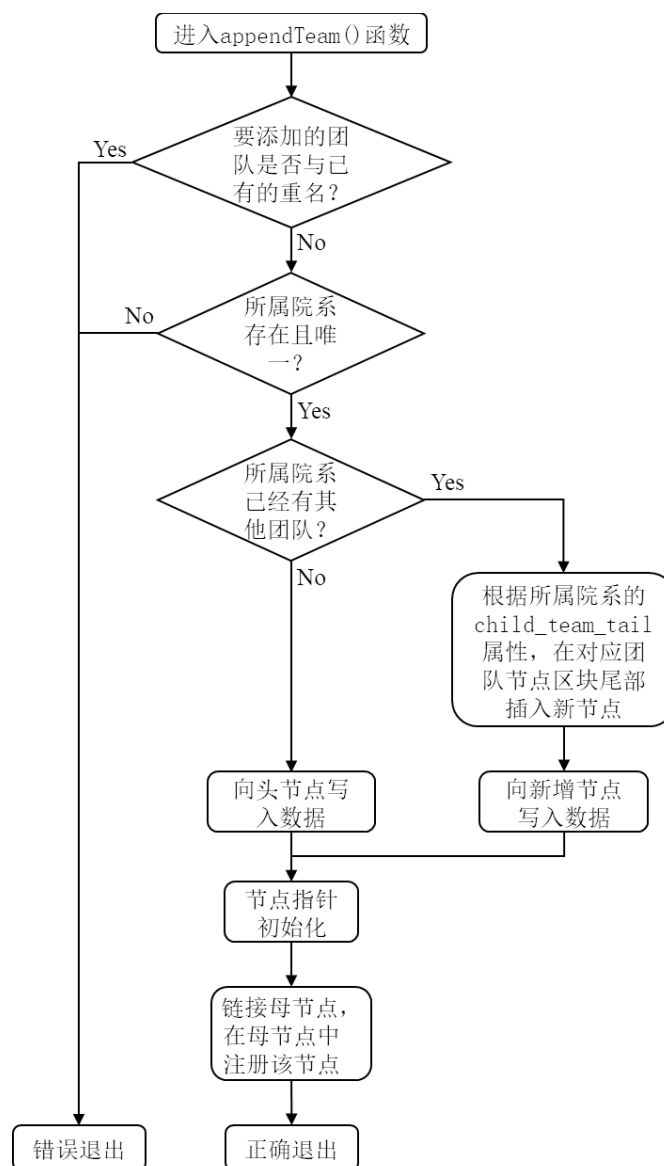 进入appendTeam()函数
要添加的团
队是否与已
有的重名?
Yes
No
所属院系
存在且唯
一?
No
Yes
所属院系
已经有其
他团队?
Yes
No
根据所属院系的
child_team_tail
属性，在对应团
队节点区块尾部
插入新节点
向头节点写
入数据
向新增节点
写入数据
节点指针
初始化
链接母节点，
在母节点中
注册该节点
错误退出
正确退出